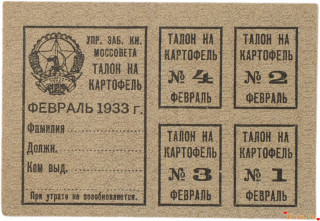 УПР. ЗАБ. КН.
МОССОВЕТА
ТАЛОН НА
КАРТОФЕЛЬ
ФЕВРАЛЬ 1933 г.
Фамилия
Должн.
Кем выд.
При утрате не возобновляется.
ТАЛОН
НА
КАРТОФЕЛЬ
№ 4
ФЕВРАЛЬ
ТАЛОН
НА
КАРТОФЕЛЬ
№ 2
ФЕВРАЛЬ
ТАЛОН
НА
КАРТОФЕЛЬ
№ 3
ФЕВРАЛЬ
ТАЛОН
НА
КАРТОФЕЛЬ
№ 1
ФЕВРАЛЬ